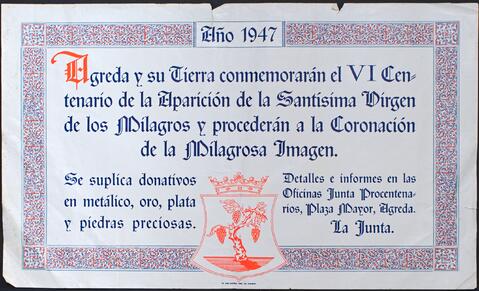 Año 1947
Agreda y su Tierra conmemorarán el VI Cen-
tenario de la Aparición de la Santísima Virgen
de los Milagros y procederán a la Coronación
de la Milagrosa Imagen.
Se suplica donativos
en metálico, oro, plata
y piedras preciosas.
Detalles e informes en las
Oficinas Junta Procentena-
rios, Plaza Mayor, Agreda.
La Junta.